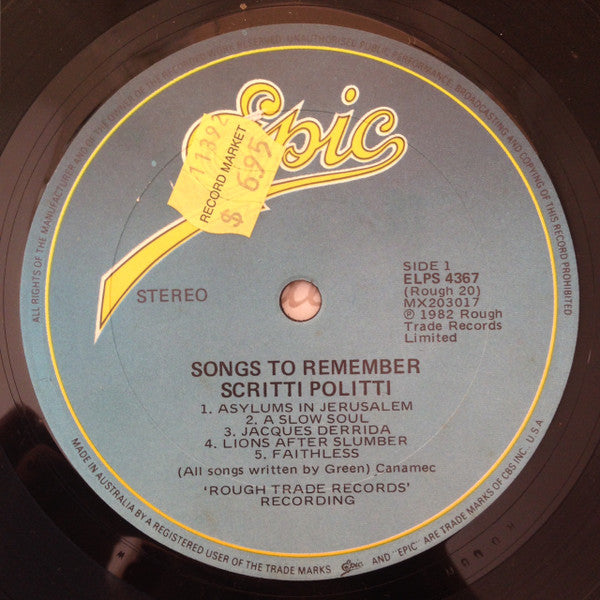 ALL RIGHTS OF THE MANUFACTURER, AND OF THE OWNER OF THE RECORDED WORK RESERVED. UNAUTHORISED PUBLIC PERFORMANCE, BROADCASTING AND COPYING OF THIS RECORD PROHIBITED
Epic
11392
RECORD MARKET
$ 6.95
STEREO
SIDE 1
ELPS 4367
(Rough 20)
MX203017
℗ 1982 Rough
Trade Records
Limited
SONGS TO REMEMBER
SCRITTI POLITTI
1. ASYLUMS IN JERUSALEM
2. A SLOW SOUL
3. JACQUES DERRIDA
4. LIONS AFTER SLUMBER
5. FAITHLESS
(All songs written by Green) Canamec
'ROUGH TRADE RECORDS'
RECORDING
MADE IN AUSTRALIA BY A REGISTERED USER OF THE TRADE MARKS. Epic AND "EPIC" ARE TRADE MARKS OF CBS INC. U.S.A.